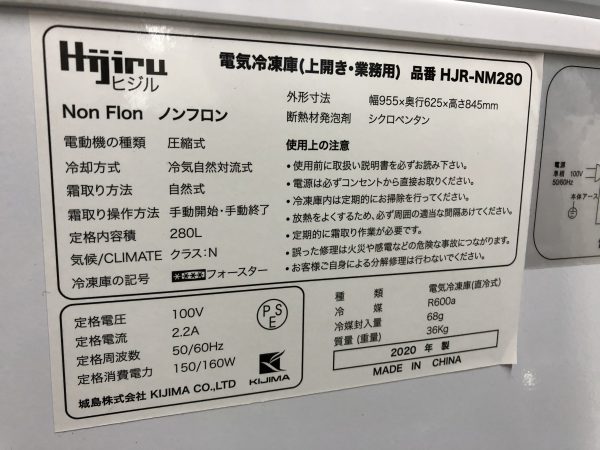 Hijiru
ヒジル
電気冷凍庫(上開き・業務用) 品番 HJR-NM280
Non Flon ノンフロン
外形寸法 幅955×奥行625×高さ845mm
断熱材発泡剤 シクロペンタン
電動機の種類 圧縮式
冷却方式 冷気自然対流式
霜取り方法 自然式
霜取り操作方法 手動開始・手動終了
定格内容積 280L
気候/CLIMATE クラス:N
冷凍庫の記号 ****フォースター
使用上の注意
・使用前に取扱い説明書を必ずお読み下さい。
・電源は必ずコンセントから直接お取りください。
・冷凍庫内は定期的にお掃除を行ってください。
・放熱をよくするため、必ず周囲の適当な間隔あけてください。
・定期的に霜取り作業が必要です。
・誤った修理は火災や感電などの危険な事故につながります。
・お客様ご自身による分解修理は行わないでください。
定格電圧 100V
定格電流 2.2A
定格周波数 50/60Hz
定格消費電力 150/160W
PSE
KIJIMA
城島株式会社 KIJIMA CO.,LTD
種類 電気冷凍庫(直冷式)
冷媒 R600a
冷媒封入量 68g
質量(重量) 36Kg
2020 年 製
MADE IN CHINA
電源
単相 100V
50/60Hz
本体アース